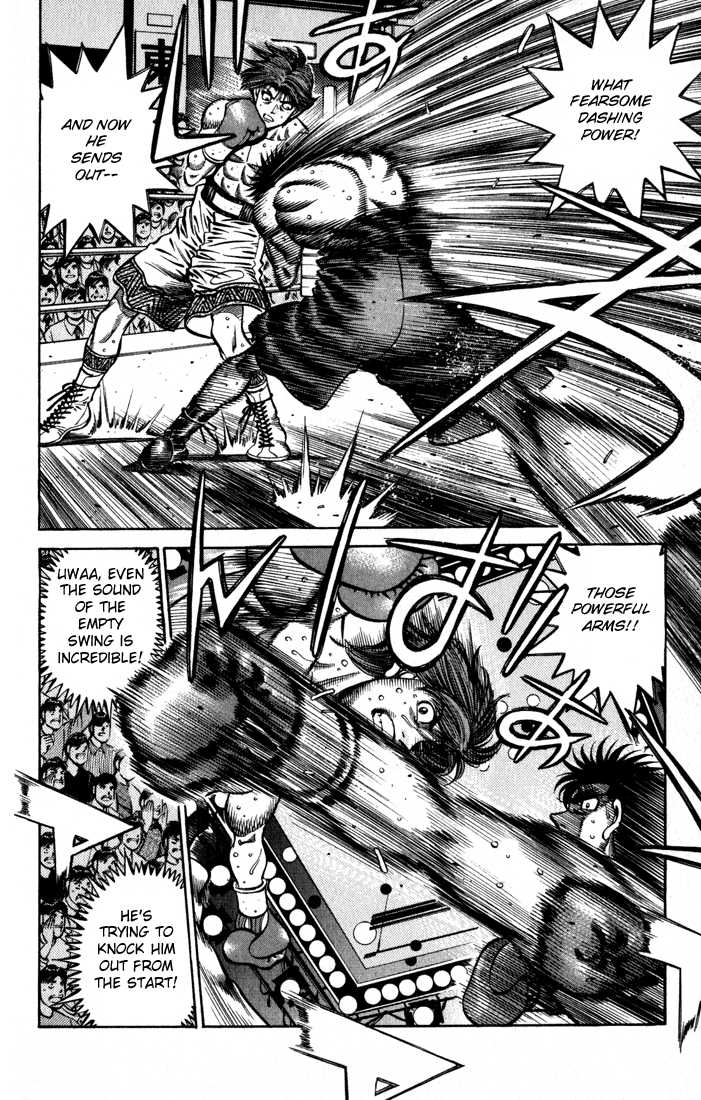 WHAT
FEARSOME
DASHING
POWER!
AND NOW
HE
SENDS
OUT--
東
THOSE
POWERFUL
ARMS!!
UWAA, EVEN
THE SOUND
OF THE
EMPTY
SWING IS
INCREDIBLE!
HE'S
TRYING TO
KNOCK HIM
OUT FROM
THE START!